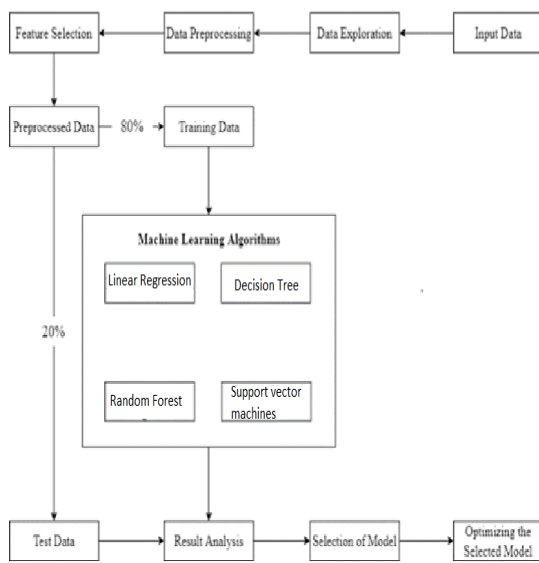 Feature Selection
Data Preprocessing
Data Exploration
Input Data
Preprocessed Data
80%
Training Data
Machine Learning Algorithms
Linear Regression
Decision Tree
20%
Random Forest
Support vector
machines
Test Data
Result Analysis
Selection of Model
Optimizing the
Selected Model